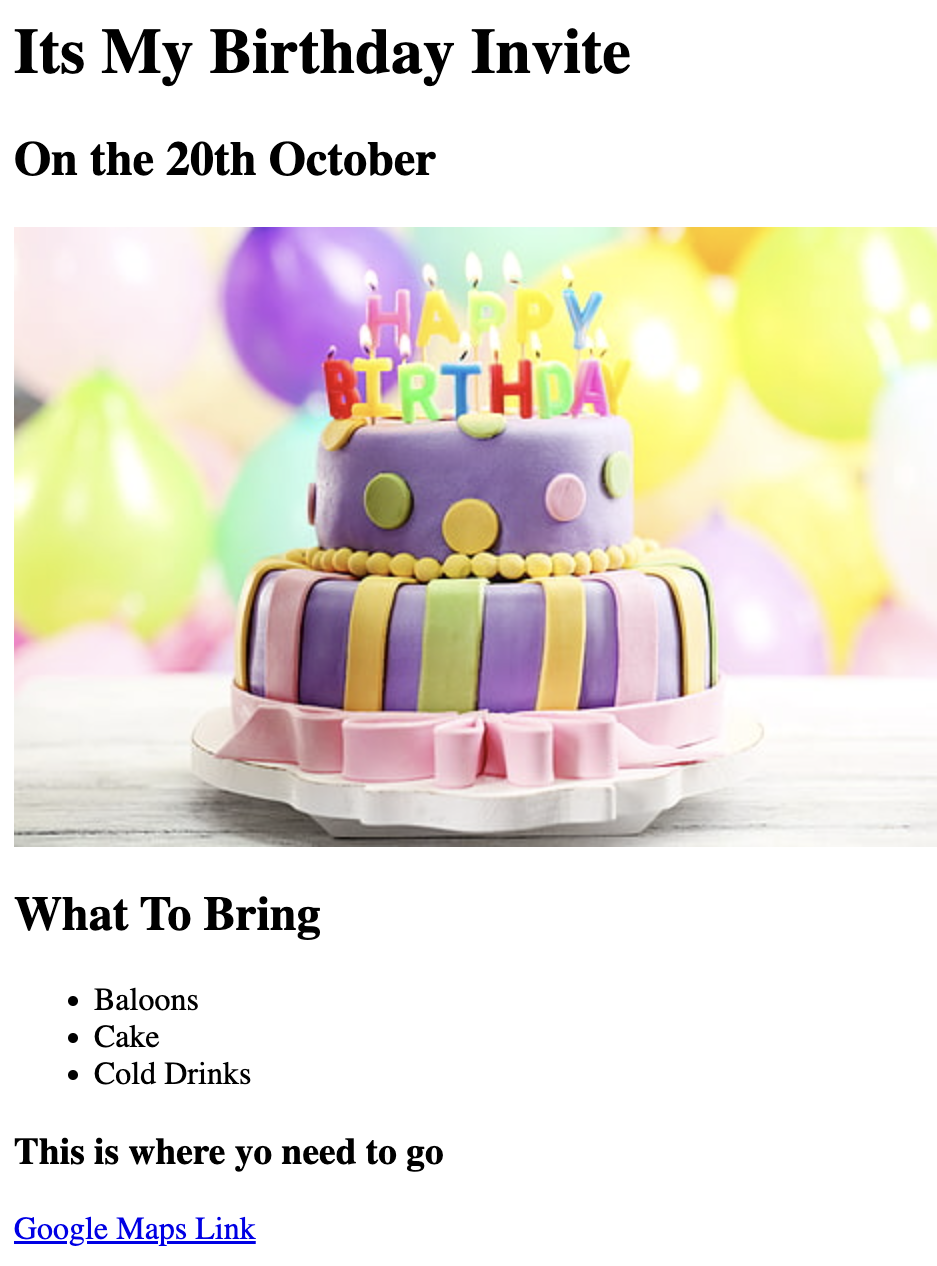 Its My Birthday Invite
On the 20th October
HAPPY
BIRTHDAY
What To Bring
Baloons
Cake
Cold Drinks
This is where yo need to go
Google Maps Link